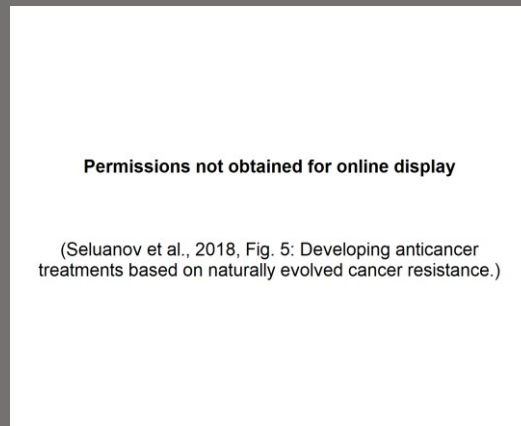 Permissions not obtained for online display
(Seluanov et al., 2018, Fig. 5: Developing anticancer
treatments based on naturally evolved cancer resistance.)